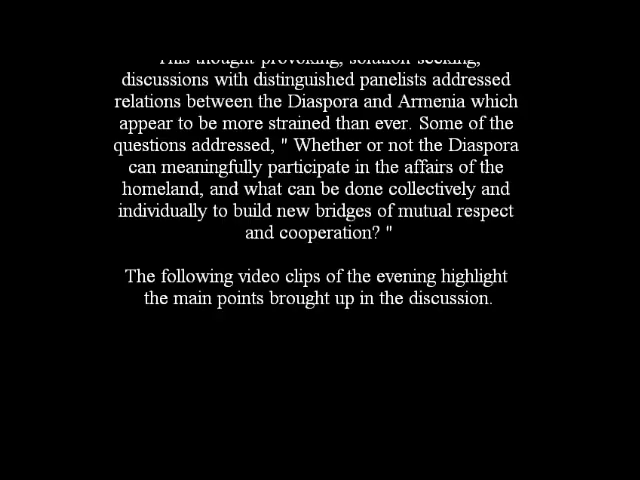 This thought-provoking, solution-seeking,
discussions with distinguished panelists addressed
relations between the Diaspora and Armenia which
appear to be more strained than ever. Some of the
questions addressed, " Whether or not the Diaspora
can meaningfully participate in the affairs of the
homeland, and what can be done collectively and
individually to build new bridges of mutual respect
and cooperation? "
The following video clips of the evening highlight
the main points brought up in the discussion.